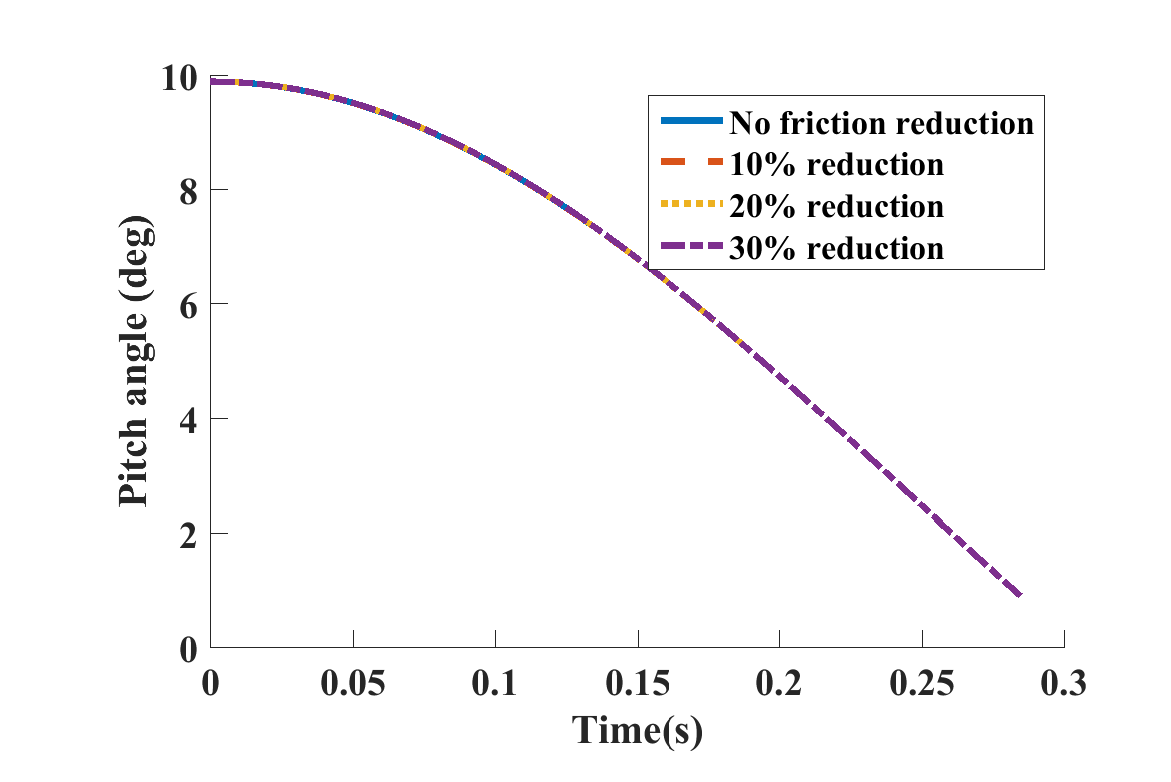 10
8
6
4
2
0
Pitch angle (deg)
No friction reduction
10% reduction
20% reduction
30% reduction
0 0.05 0.1 0.15 0.2 0.25 0.3
Time(s)